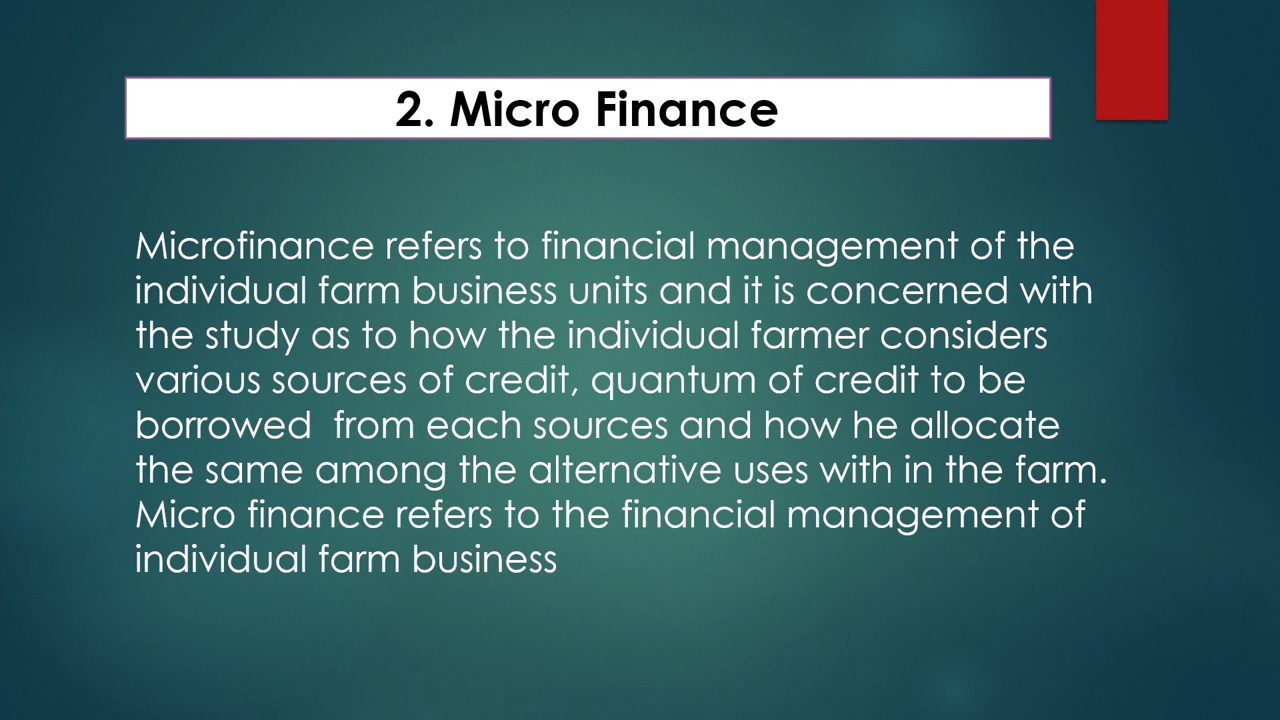 2. Micro Finance
Microfinance refers to financial management of the
individual farm business units and it is concerned with
the study as to how the individual farmer considers
various sources of credit, quantum of credit to be
borrowed  from each sources and how he allocate
the same among the alternative uses with in the farm.
Micro finance refers to the financial management of
individual farm business